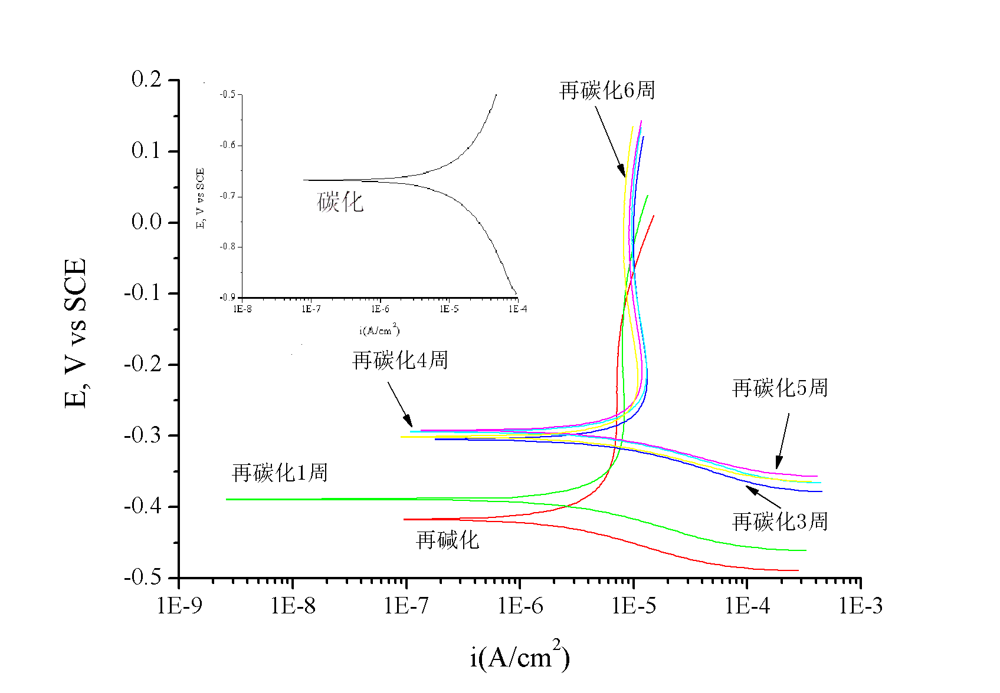 0.2
0.1
0.0
-0.1
-0.2
-0.3
-0.4
-0.5
E, V vs SCE
1E-9
1E-8
1E-7
1E-6
1E-5
1E-4
1E-3
i(A/cm²)
-0.5
-0.6
-0.7
-0.8
-0.9
E, V vs SCE
碳化
1E-8
1E-7
1E-6
1E-5
1E-4
i(A/cm²)
再碳化6周
再碳化4周
再碳化5周
再碳化1周
再碳化3周
再碱化